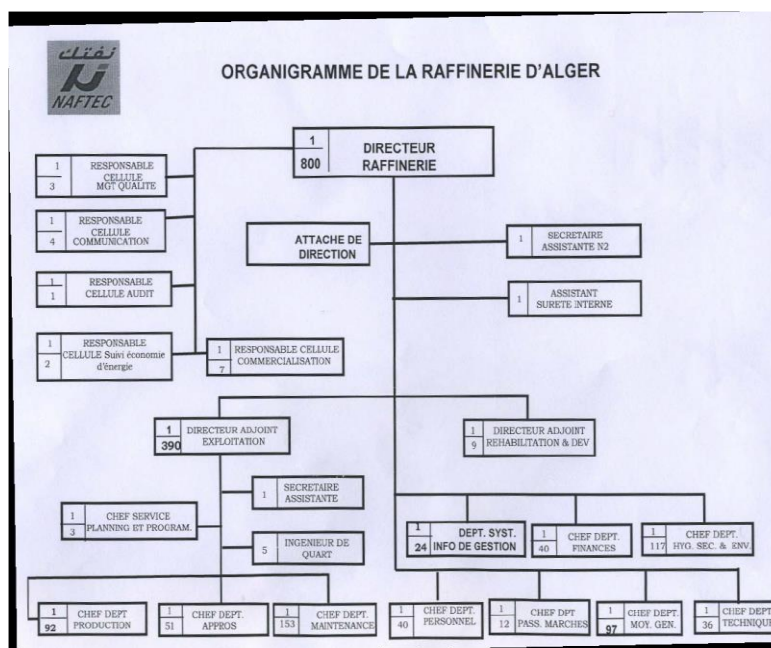 نفتك
NAFTEC
ORGANIGRAMME DE LA RAFFINERIE D'ALGER
1
800
DIRECTEUR
RAFFINERIE
1
3
RESPONSABLE
CELLULE
MGT QUALITE
1
4
RESPONSABLE
CELLULE
COMMUNICATION
ATTACHE DE
DIRECTION
1
SECRETAIRE
ASSISTANTE N2
1
1
RESPONSABLE
CELLULE AUDIT
1
ASSISTANT
SURETE INTERNE
1
2
RESPONSABLE
CELLULE Suivi économie
d'énergie
1
7
RESPONSABLE CELLULE
COMMERCIALISATION
1
390
DIRECTEUR ADJOINT
EXPLOITATION
1
9
DIRECTEUR ADJOINT
REHABILITATION & DEV
1
SECRETAIRE
ASSISTANTE
1
3
CHEF SERVICE
PLANNING ET PROGRAM.
5
INGENIEUR DE
QUART
1
24
DEPT. SYST.
INFO DE GESTION
1
40
CHEF DEPT.
FINANCES
1
117
CHEF DEPT.
HYG. SEC. & ENV.
1
92
CHEF DEPT
PRODUCTION
1
51
CHEF DEPT.
APPROS
1
153
CHEF DEPT.
MAINTENANCE
1
40
CHEF DEPT.
PERSONNEL
1
12
CHEF DPT
PASS. MARCHES
1
97
CHEF DEPT.
MOY. GEN.
1
36
CHEF DEPT
TECHNIQUE